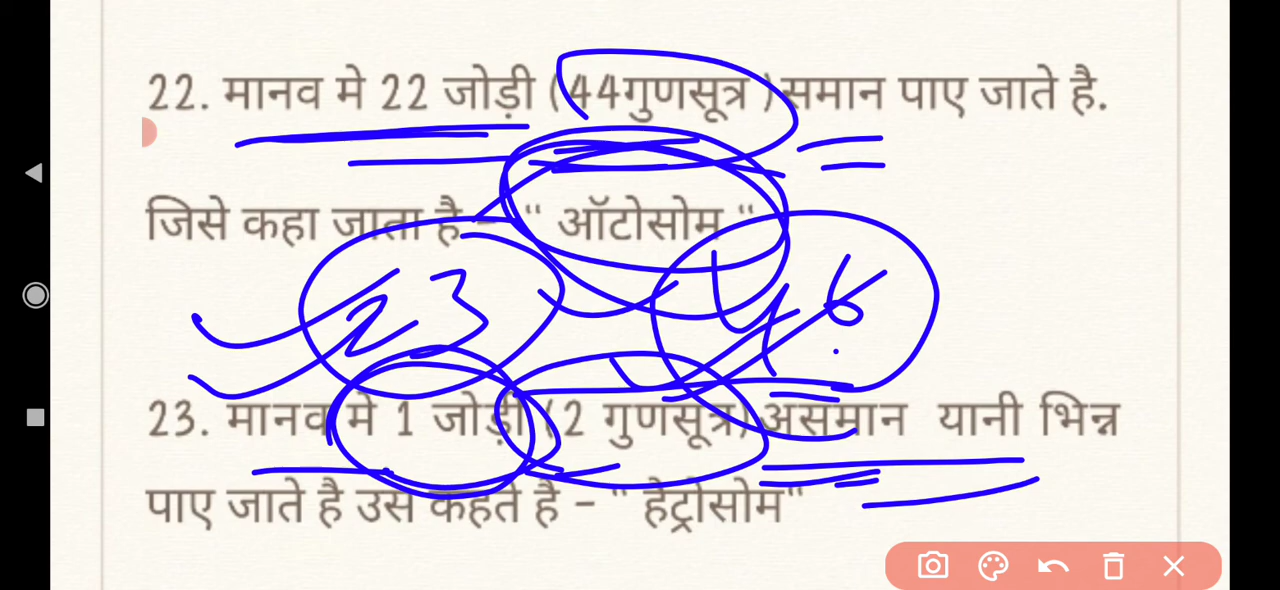 22. मानव मे 22 जोड़ी (44गुणसूत्र )समान पाए जाते है.
जिसे कहा जाता है - “ ऑटोसोम “
23 46
23. मानव मे 1 जोड़ी (2 गुणसूत्र)असमान यानी भिन्न
पाए जाते है उसे कहते है - “ हेट्रोसोम“